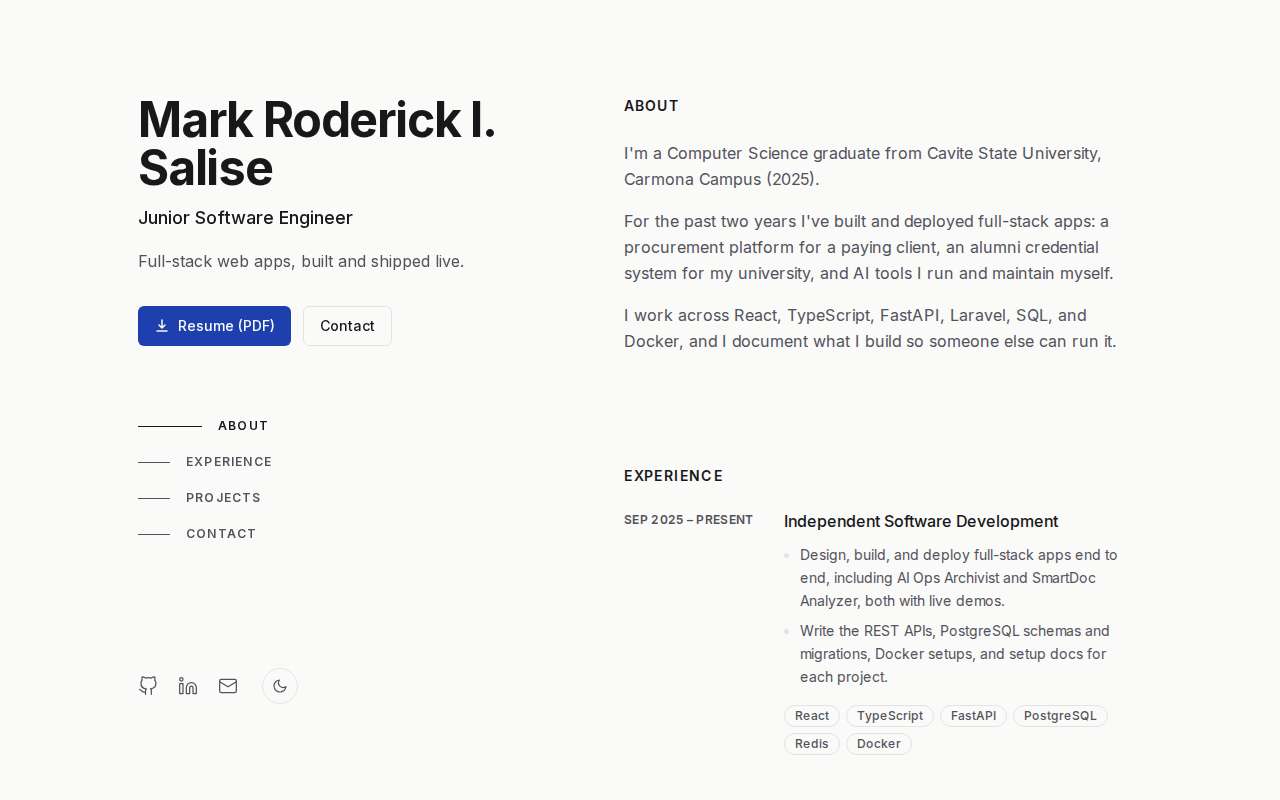 Mark Roderick I.
Salise
Junior Software Engineer
Full-stack web apps, built and shipped live.
Resume (PDF)
Contact
ABOUT
EXPERIENCE
PROJECTS
CONTACT
ABOUT
I'm a Computer Science graduate from Cavite State University,
Carmona Campus (2025).
For the past two years I've built and deployed full-stack apps: a
procurement platform for a paying client, an alumni credential
system for my university, and AI tools I run and maintain myself.
I work across React, TypeScript, FastAPI, Laravel, SQL, and
Docker, and I document what I build so someone else can run it.
EXPERIENCE
SEP 2025 – PRESENT
Independent Software Development
Design, build, and deploy full-stack apps end to
end, including AI Ops Archivist and SmartDoc
Analyzer, both with live demos.
Write the REST APIs, PostgreSQL schemas and
migrations, Docker setups, and setup docs for
each project.
React
TypeScript
FastAPI
PostgreSQL
Redis
Docker